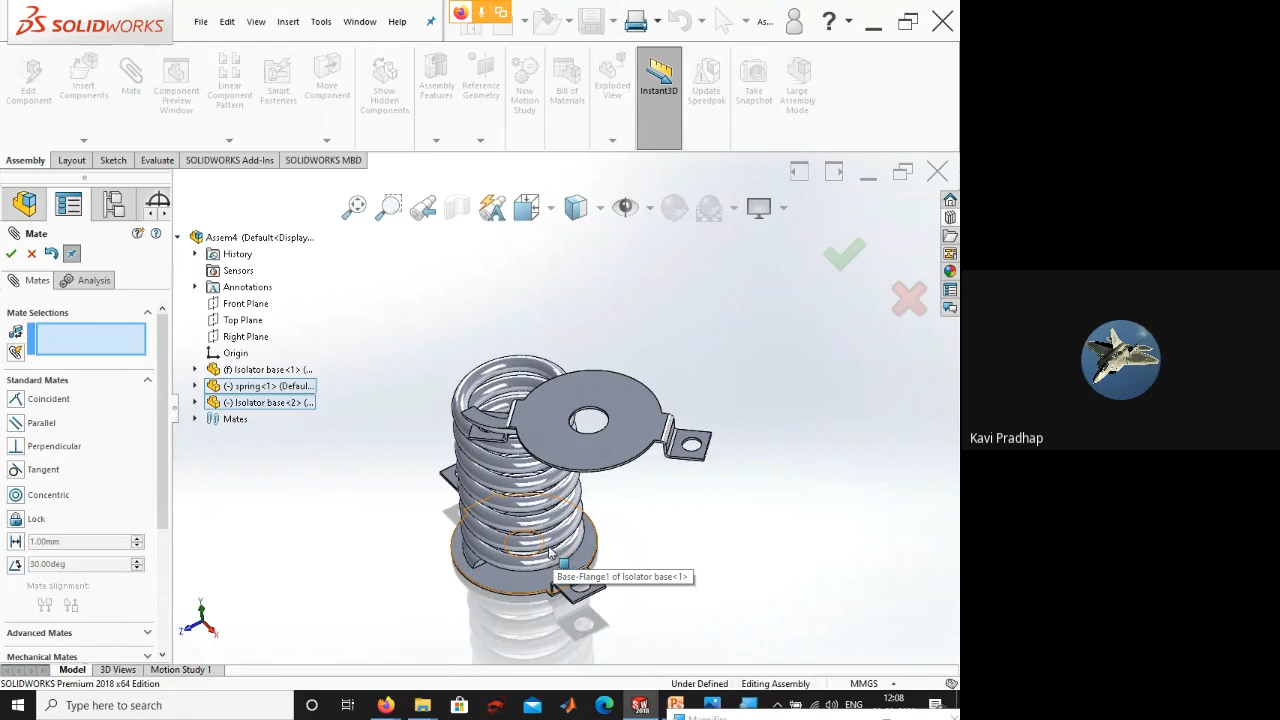 SOLIDWORKS
File Edit View Insert Tools Window Help
As...
Edit Component
Insert Components
Mate
Component Preview Window
Linear Component Pattern
Smart Fasteners
Move Component
Show Hidden Components
Assembly Features
Reference Geometry
New Motion Study
Bill of Materials
Exploded View
Instant3D
Update Speedpak
Take Snapshot
Large Assembly Mode
Assembly Layout Sketch Evaluate SOLIDWORKS Add-Ins SOLIDWORKS MBD
Mate
Mates Analysis
Mate Selections
Standard Mates
Coincident
Parallel
Perpendicular
Tangent
Concentric
Lock
1.00mm
30.00deg
Mate alignment:
Advanced Mates
Mechanical Mates
Assem4 (Default<Display...
History
Sensors
Annotations
Front Plane
Top Plane
Right Plane
Origin
(f) Isolator base<1> (...
(-) spring<1> (Defaul...
(-) Isolator base<2> (...
Mates
Base-Flange1 of Isolator base<1>
Y
Z
X
Kavi Pradhap
Model 3D Views Motion Study 1
SOLIDWORKS Premium 2018 x64 Edition
Under Defined Editing Assembly MMGS
Type here to search
ENG
12:08